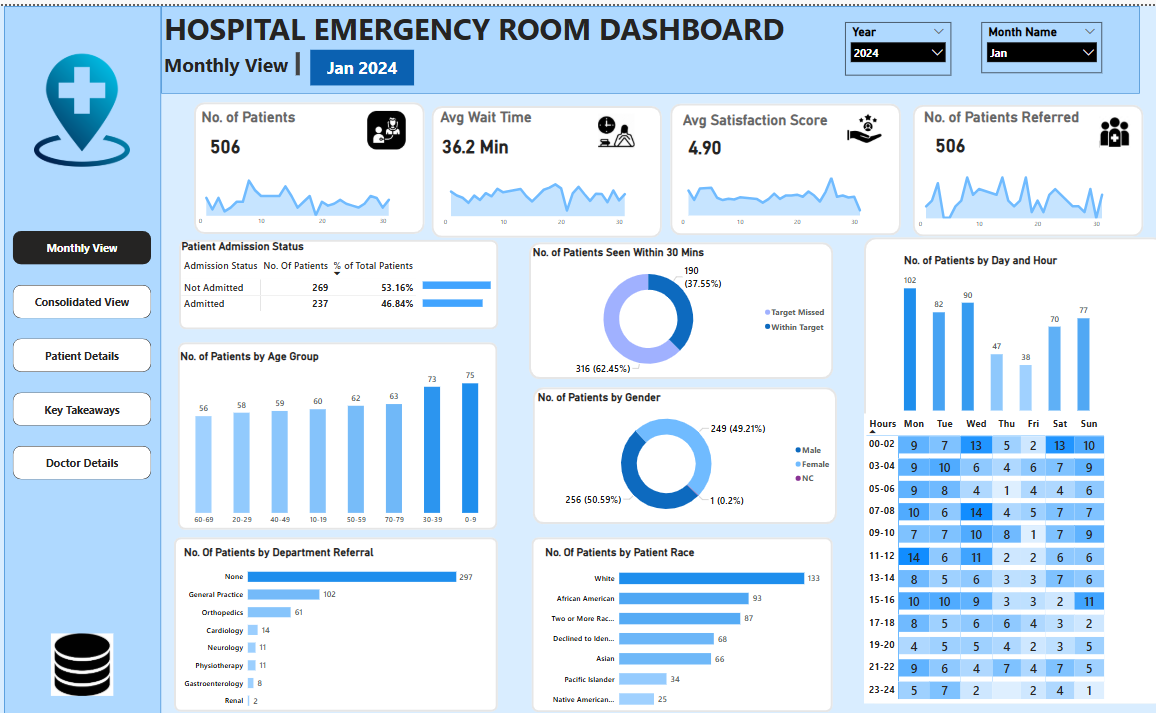 HOSPITAL EMERGENCY ROOM DASHBOARD
Monthly View | Jan 2024
Year
2024
Month Name
Jan
Monthly View
Consolidated View
Patient Details
Key Takeaways
Doctor Details
No. of Patients
506
0 10 20 30
Avg Wait Time
36.2 Min
0 10 20 30
Avg Satisfaction Score
4.90
0 10 20 30
No. of Patients Referred
506
0 10 20 30
Patient Admission Status
Admission Status No. Of Patients % of Total Patients
Not Admitted 269 53.16%
Admitted 237 46.84%
No. of Patients by Age Group
56 58 59 60 62 63 73 75
60-69 20-29 40-49 10-19 50-59 70-79 30-39 0-9
No. Of Patients by Department Referral
None 297
General Practice 102
Orthopedics 61
Cardiology 14
Neurology 11
Physiotherapy 11
Gastroenterology 8
Renal 2
No. of Patients Seen Within 30 Mins
190
(37.55%)
316 (62.45%)
Target Missed
Within Target
No. of Patients by Gender
249 (49.21%)
256 (50.59%)
1 (0.2%)
Male
Female
NC
No. Of Patients by Patient Race
White 133
African American 93
Two or More Rac... 87
Declined to Iden... 68
Asian 66
Pacific Islander 34
Native American... 25
No. of Patients by Day and Hour
102 82 90 47 38 70 77
Hours Mon Tue Wed Thu Fri Sat Sun
00-02 9 7 13 5 2 13 10
03-04 9 10 6 4 6 7 9
05-06 9 8 4 1 4 4 6
07-08 10 6 14 4 5 7 7
09-10 7 7 10 8 1 7 9
11-12 14 6 11 2 2 6 6
13-14 8 5 6 3 3 7 6
15-16 10 10 9 3 3 2 11
17-18 8 5 6 6 4 3 2
19-20 4 5 5 4 2 3 5
21-22 9 6 4 7 4 7 5
23-24 5 7 2 2 4 1